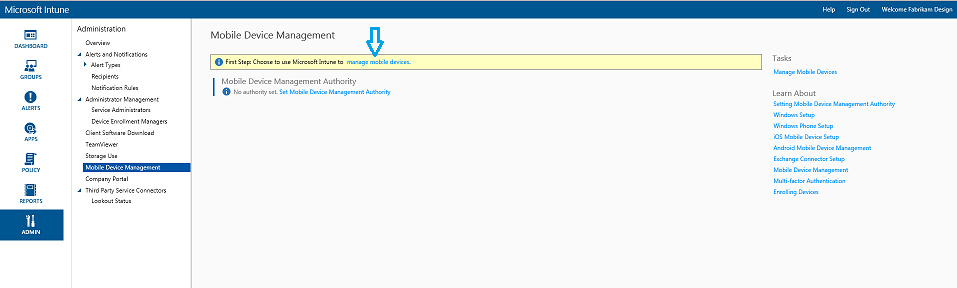 Microsoft Intune
Help Sign Out Welcome Fabrikam Design
DASHBOARD
GROUPS
ALERTS
APPS
POLICY
REPORTS
ADMIN
Administration
Overview
Alerts and Notifications
Alert Types
Recipients
Notification Rules
Administrator Management
Service Administrators
Device Enrollment Managers
Client Software Download
TeamViewer
Storage Use
Mobile Device Management
Company Portal
Third Party Service Connectors
Lookout Status
Mobile Device Management
First Step: Choose to use Microsoft Intune to manage mobile devices.
Mobile Device Management Authority
No authority set. Set Mobile Device Management Authority
Tasks
Manage Mobile Devices
Learn About
Setting Mobile Device Management Authority
Windows Setup
Windows Phone Setup
iOS Mobile Device Setup
Android Mobile Device Management
Exchange Connector Setup
Mobile Device Management
Multi-factor Authentication
Enrolling Devices